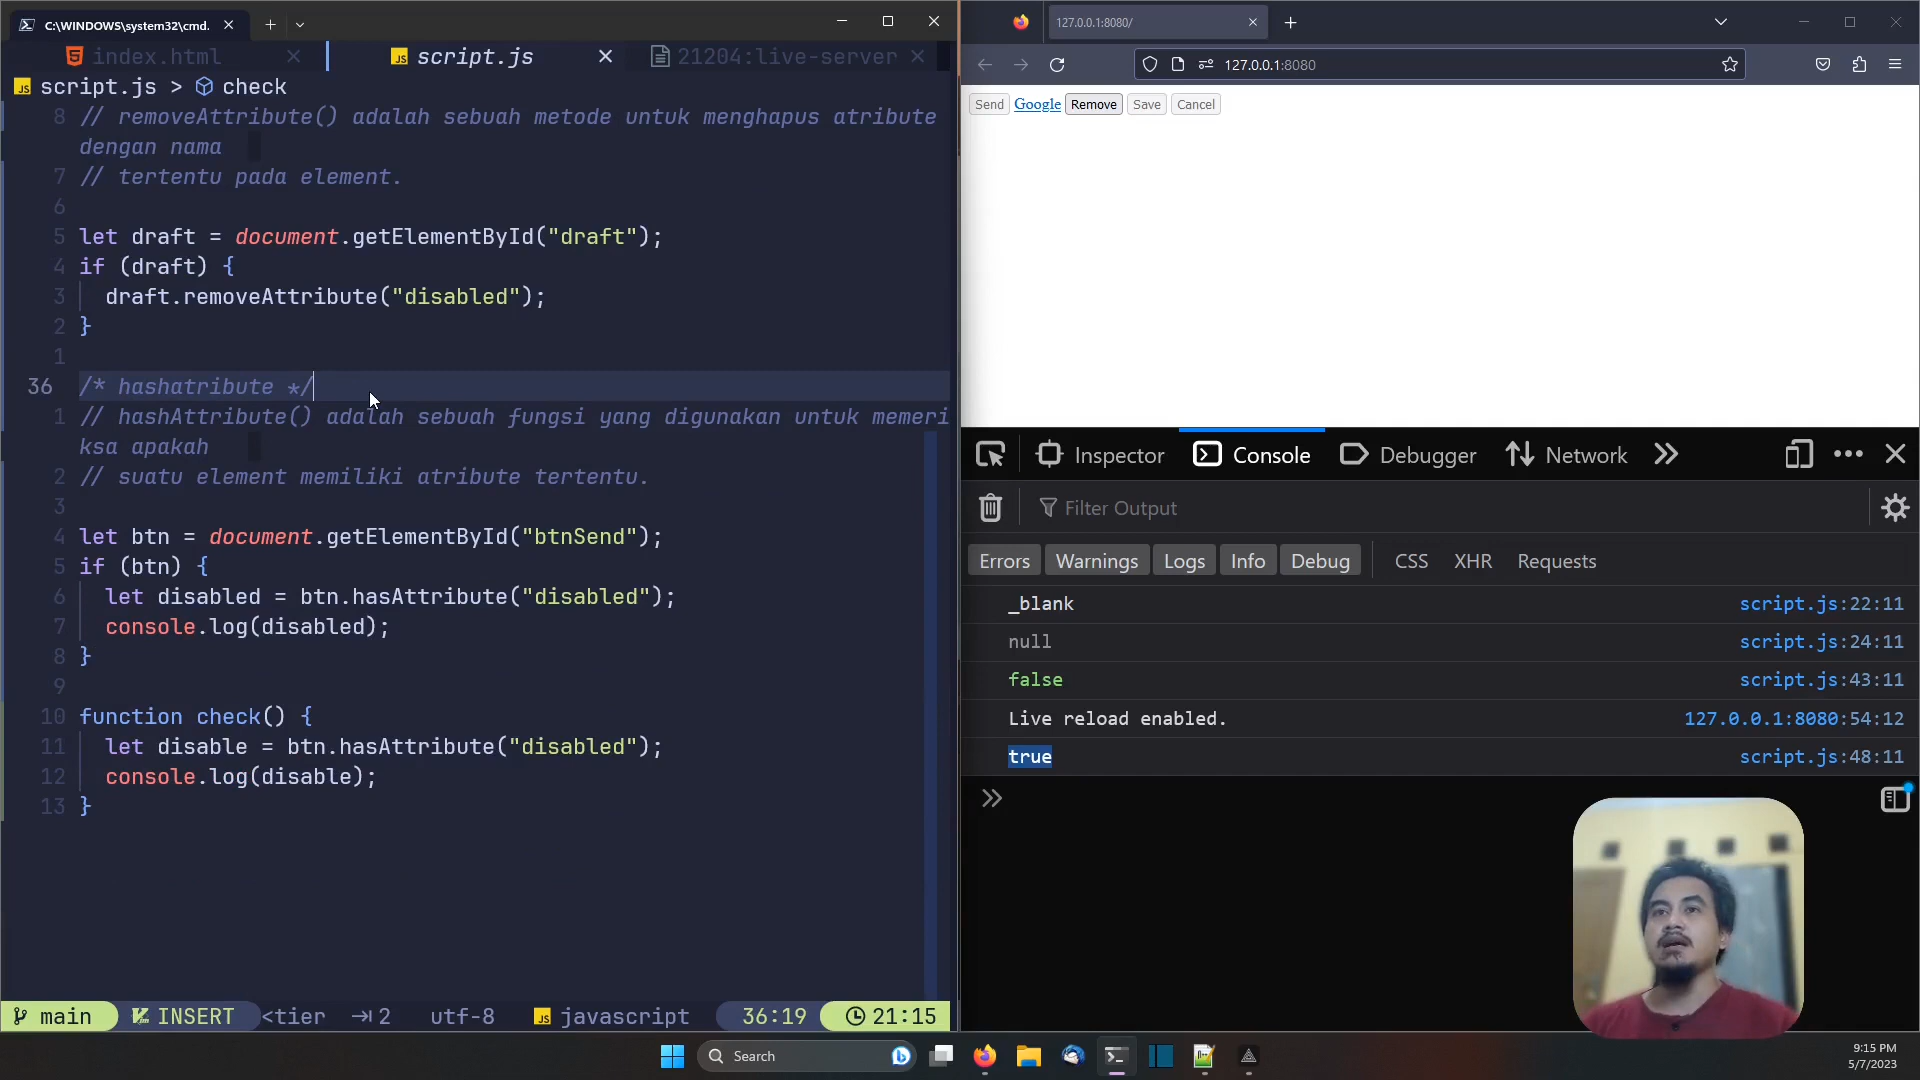 C:\WINDOWS\system32\cmd.
index.html
script.js
21204:live-server
script.js > check
8 // removeAttribute() adalah sebuah metode untuk menghapus atribute
dengan nama
7 // tertentu pada element.
6
5 let draft = document.getElementById("draft");
4 if (draft) {
3 draft.removeAttribute("disabled");
2 }
1
36 /* hashatribute */
1 // hashAttribute() adalah sebuah fungsi yang digunakan untuk memeri
ksa apakah
2 // suatu element memiliki atribute tertentu.
3
4 let btn = document.getElementById("btnSend");
5 if (btn) {
6 let disabled = btn.hasAttribute("disabled");
7 console.log(disabled);
8 }
9
10 function check() {
11 let disable = btn.hasAttribute("disabled");
12 console.log(disable);
13 }
main INSERT <tier 2 utf-8 javascript 36:19 21:15
127.0.0.1:8080/
127.0.0.1:8080
Send Google Remove Save Cancel
Inspector Console Debugger Network
Filter Output
Errors Warnings Logs Info Debug CSS XHR Requests
_blank script.js:22:11
null script.js:24:11
false script.js:43:11
Live reload enabled. 127.0.0.1:8080:54:12
true script.js:48:11
Search
9:15 PM
5/7/2023